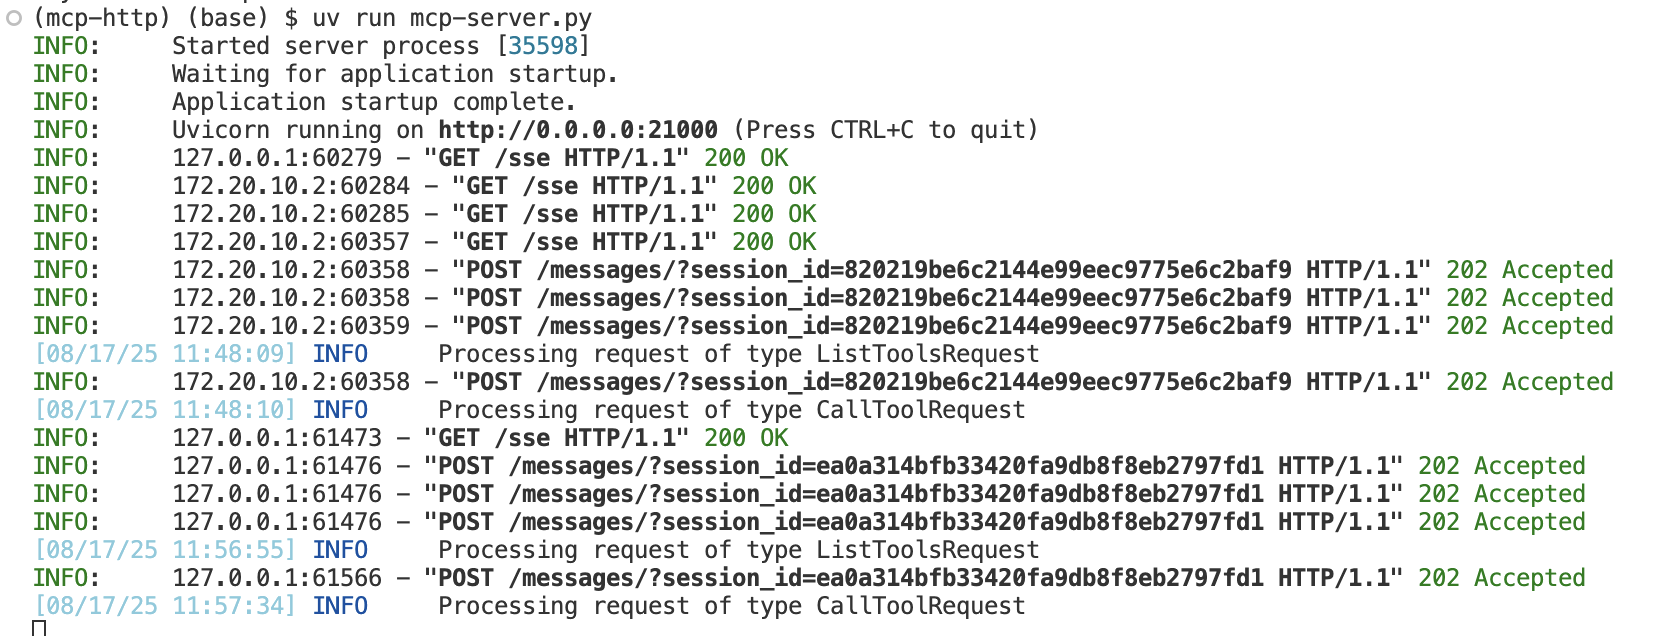 (mcp-http) (base) $ uv run mcp-server.py
INFO:     Started server process [35598]
INFO:     Waiting for application startup.
INFO:     Application startup complete.
INFO:     Uvicorn running on http://0.0.0.0:21000 (Press CTRL+C to quit)
INFO:     127.0.0.1:60279 - "GET /sse HTTP/1.1" 200 OK
INFO:     172.20.10.2:60284 - "GET /sse HTTP/1.1" 200 OK
INFO:     172.20.10.2:60285 - "GET /sse HTTP/1.1" 200 OK
INFO:     172.20.10.2:60357 - "GET /sse HTTP/1.1" 200 OK
INFO:     172.20.10.2:60358 - "POST /messages/?session_id=820219be6c2144e99eec9775e6c2baf9 HTTP/1.1" 202 Accepted
INFO:     172.20.10.2:60358 - "POST /messages/?session_id=820219be6c2144e99eec9775e6c2baf9 HTTP/1.1" 202 Accepted
INFO:     172.20.10.2:60359 - "POST /messages/?session_id=820219be6c2144e99eec9775e6c2baf9 HTTP/1.1" 202 Accepted
[08/17/25 11:48:09] INFO     Processing request of type ListToolsRequest
INFO:     172.20.10.2:60358 - "POST /messages/?session_id=820219be6c2144e99eec9775e6c2baf9 HTTP/1.1" 202 Accepted
[08/17/25 11:48:10] INFO     Processing request of type CallToolRequest
INFO:     127.0.0.1:61473 - "GET /sse HTTP/1.1" 200 OK
INFO:     127.0.0.1:61476 - "POST /messages/?session_id=ea0a314bfb33420fa9db8f8eb2797fd1 HTTP/1.1" 202 Accepted
INFO:     127.0.0.1:61476 - "POST /messages/?session_id=ea0a314bfb33420fa9db8f8eb2797fd1 HTTP/1.1" 202 Accepted
INFO:     127.0.0.1:61476 - "POST /messages/?session_id=ea0a314bfb33420fa9db8f8eb2797fd1 HTTP/1.1" 202 Accepted
[08/17/25 11:56:55] INFO     Processing request of type ListToolsRequest
INFO:     127.0.0.1:61566 - "POST /messages/?session_id=ea0a314bfb33420fa9db8f8eb2797fd1 HTTP/1.1" 202 Accepted
[08/17/25 11:57:34] INFO     Processing request of type CallToolRequest